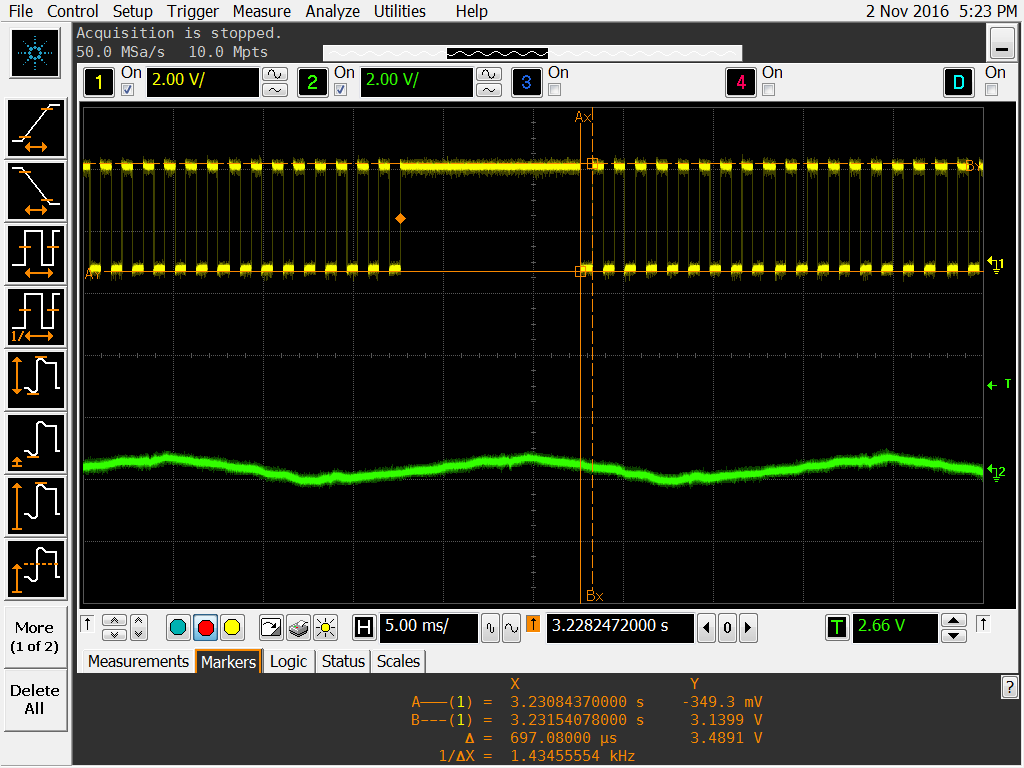 File Control Setup Trigger Measure Analyze Utilities Help 2 Nov 2016 5:23 PM
Acquisition is stopped.
50.0 MSa/s 10.0 Mpts
1 On 2.00 V/ 2 On 2.00 V/ 3 On 4 On D On
Ax
BY
AY
1
T
2
Bx
1/
More
(1 of 2)
Delete
All
H 5.00 ms/ 3.2282472000 s 0 T 2.66 V
Measurements Markers Logic Status Scales
?
X Y
A———(1) = 3.23084370000 s -349.3 mV
B---(1) = 3.23154078000 s 3.1399 V
Δ = 697.08000 µs 3.4891 V
1/ΔX = 1.43455554 kHz